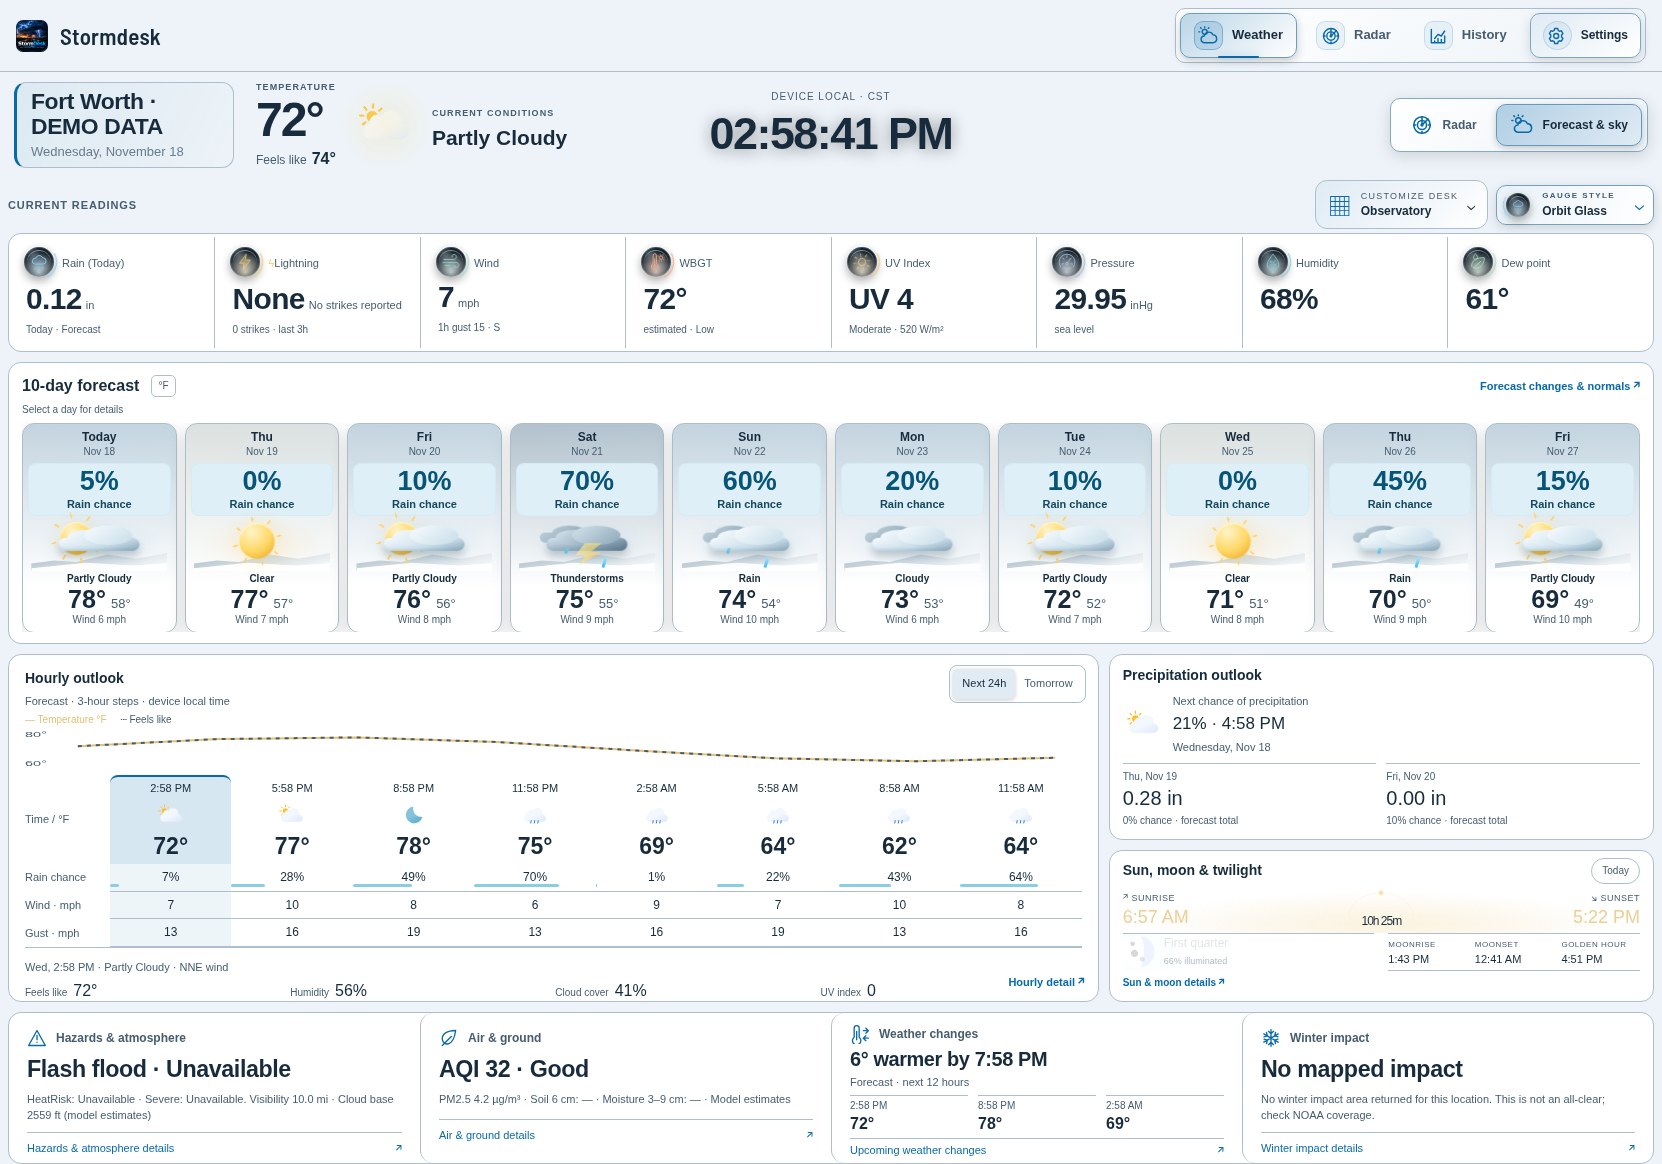 Stormdesk
Weather
Radar
History
Settings
Fort Worth ·
DEMO DATA
Wednesday, November 18
TEMPERATURE
72°
Feels like 74°
CURRENT CONDITIONS
Partly Cloudy
DEVICE LOCAL · CST
02:58:41 PM
Radar
Forecast & sky
CURRENT READINGS
CUSTOMIZE DESK
Observatory
GAUGE STYLE
Orbit Glass
Rain (Today)
0.12 in
Today · Forecast
Lightning
None No strikes reported
0 strikes · last 3h
Wind
7 mph
1h gust 15 · S
WBGT
72°
estimated · Low
UV Index
UV 4
Moderate · 520 W/m²
Pressure
29.95 inHg
sea level
Humidity
68%
Dew point
61°
10-day forecast °F
Forecast changes & normals
Select a day for details
Today
Nov 18
5%
Rain chance
Partly Cloudy
78° 58°
Wind 6 mph
Thu
Nov 19
0%
Rain chance
Clear
77° 57°
Wind 7 mph
Fri
Nov 20
10%
Rain chance
Partly Cloudy
76° 56°
Wind 8 mph
Sat
Nov 21
70%
Rain chance
Thunderstorms
75° 55°
Wind 9 mph
Sun
Nov 22
60%
Rain chance
Rain
74° 54°
Wind 10 mph
Mon
Nov 23
20%
Rain chance
Cloudy
73° 53°
Wind 6 mph
Tue
Nov 24
10%
Rain chance
Partly Cloudy
72° 52°
Wind 7 mph
Wed
Nov 25
0%
Rain chance
Clear
71° 51°
Wind 8 mph
Thu
Nov 26
45%
Rain chance
Rain
70° 50°
Wind 9 mph
Fri
Nov 27
15%
Rain chance
Partly Cloudy
69° 49°
Wind 10 mph
Hourly outlook
Next 24h
Tomorrow
Forecast · 3-hour steps · device local time
— Temperature °F
Feels like
80°
60°
2:58 PM 5:58 PM 8:58 PM 11:58 PM 2:58 AM 5:58 AM 8:58 AM 11:58 AM
Time / °F
72° 77° 78° 75° 69° 64° 62° 64°
Rain chance 7% 28% 49% 70% 1% 22% 43% 64%
Wind · mph 7 10 8 6 9 7 10 8
Gust · mph 13 16 19 13 16 19 13 16
Wed, 2:58 PM · Partly Cloudy · NNE wind
Hourly detail
Feels like 72°
Humidity 56%
Cloud cover 41%
UV index 0
Precipitation outlook
Next chance of precipitation
21% · 4:58 PM
Wednesday, Nov 18
Thu, Nov 19
0.28 in
0% chance · forecast total
Fri, Nov 20
0.00 in
10% chance · forecast total
Sun, moon & twilight
Today
SUNRISE
6:57 AM
10h 25m
SUNSET
5:22 PM
First quarter
66% illuminated
MOONRISE
1:43 PM
MOONSET
12:41 AM
GOLDEN HOUR
4:51 PM
Sun & moon details
Hazards & atmosphere
Flash flood · Unavailable
HeatRisk: Unavailable · Severe: Unavailable. Visibility 10.0 mi · Cloud base
2559 ft (model estimates)
Hazards & atmosphere details
Air & ground
AQI 32 · Good
PM2.5 4.2 µg/m³ · Soil 6 cm: — · Moisture 3–9 cm: — · Model estimates
Air & ground details
Weather changes
6° warmer by 7:58 PM
Forecast · next 12 hours
2:58 PM
72°
8:58 PM
78°
2:58 AM
69°
Upcoming weather changes
Winter impact
No mapped impact
No winter impact area returned for this location. This is not an all-clear;
check NOAA coverage.
Winter impact details